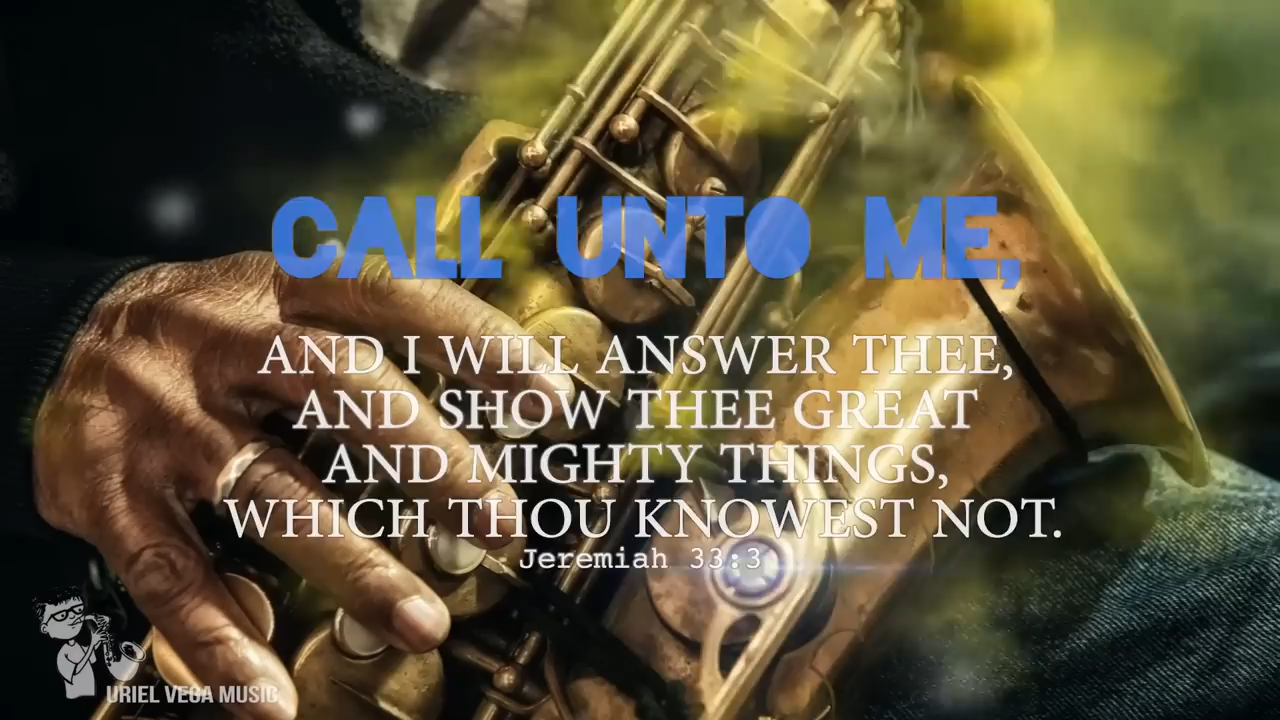 CALL UNTO ME,
AND I WILL ANSWER THEE,
AND SHOW THEE GREAT
AND MIGHTY THINGS,
WHICH THOU KNOWEST NOT.
Jeremiah 33:3
URIEL VEGA MUSIC